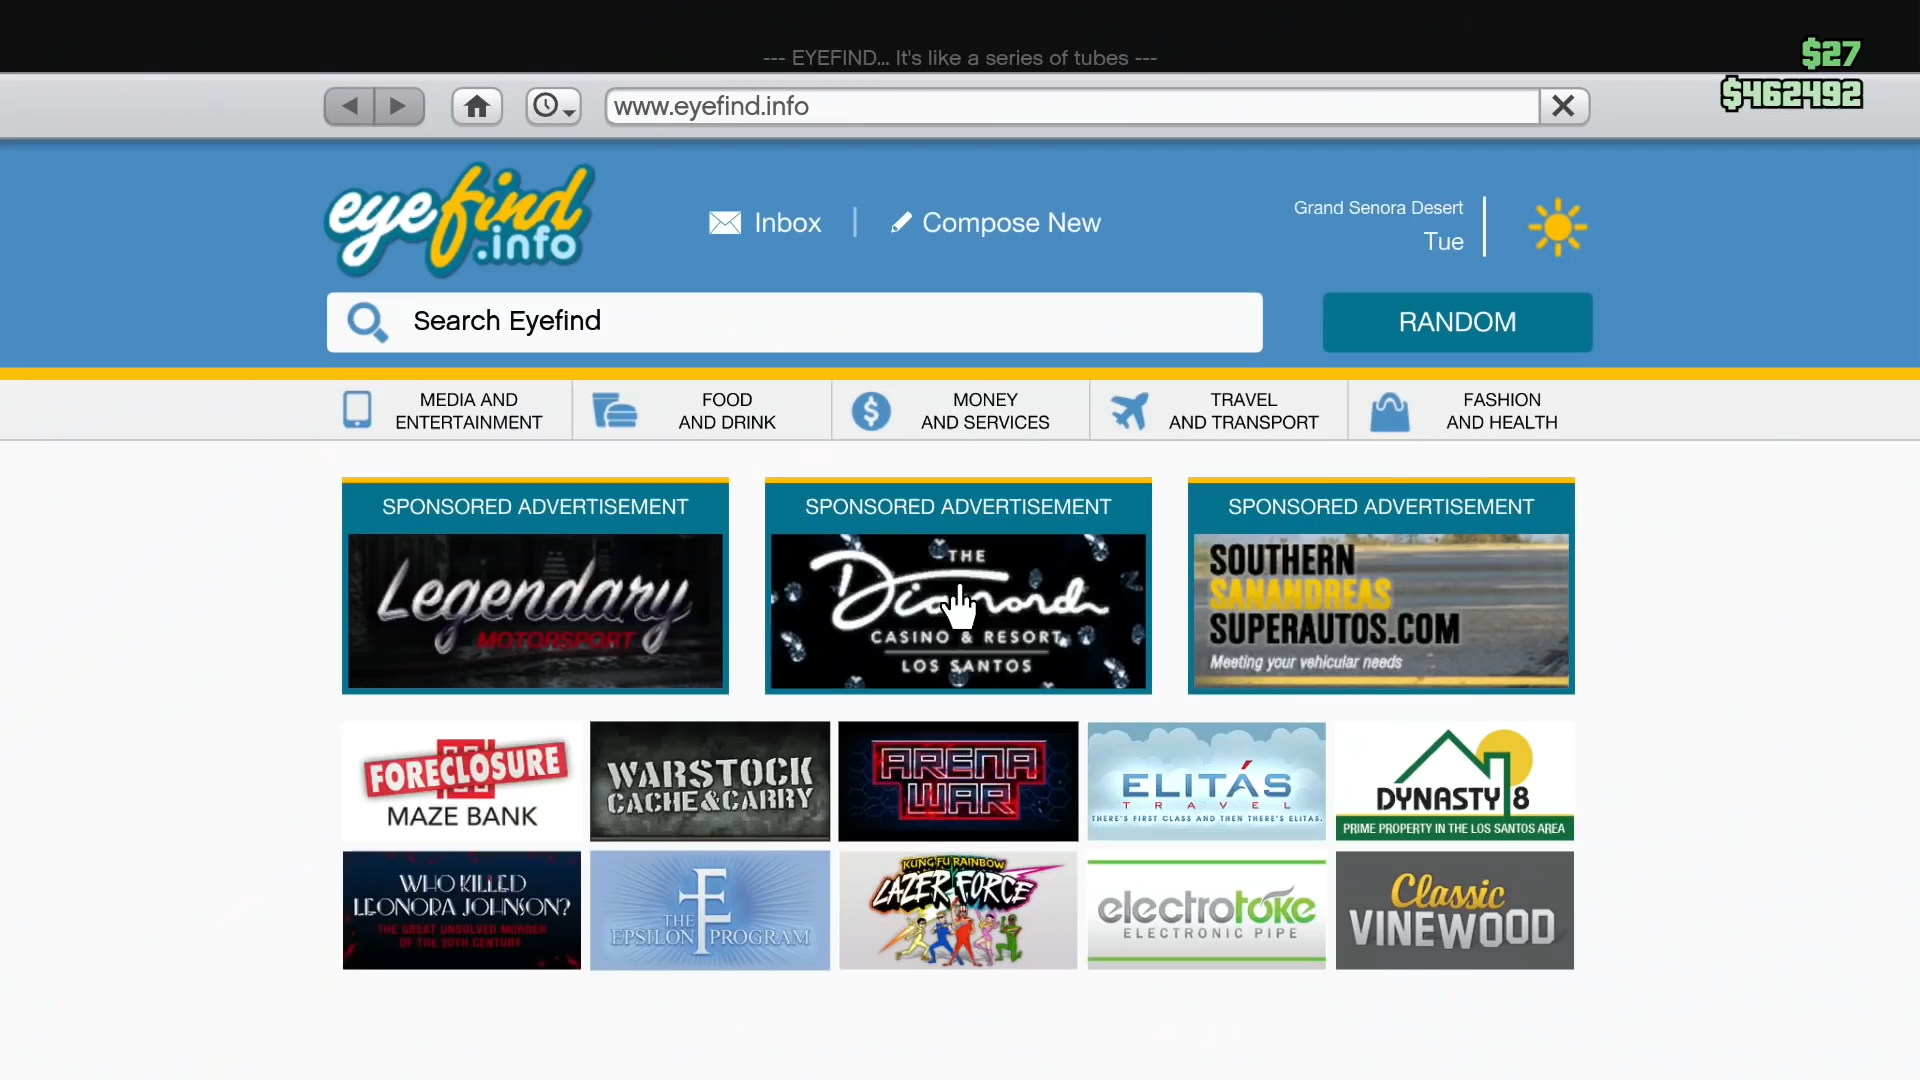 --- EYEFIND... It's like a series of tubes ---
$27
$462492
www.eyefind.info
eyefind
.info
Inbox
Compose New
Grand Senora Desert
Tue
Search Eyefind
RANDOM
MEDIA AND
ENTERTAINMENT
FOOD
AND DRINK
MONEY
AND SERVICES
TRAVEL
AND TRANSPORT
FASHION
AND HEALTH
SPONSORED ADVERTISEMENT
Legendary
MOTORSPORT
SPONSORED ADVERTISEMENT
THE
Diamond
CASINO & RESORT
LOS SANTOS
SPONSORED ADVERTISEMENT
SOUTHERN
SANANDREAS
SUPERAUTOS.COM
Meeting your vehicular needs
FORECLOSURE
MAZE BANK
WARSTOCK
CACHE&CARRY
ARENA
WAR
ELITÁS
TRAVEL
THERE'S FIRST CLASS AND THEN THERE'S ELITAS.
DYNASTY 8
PRIME PROPERTY IN THE LOS SANTOS AREA
WHO KILLED
LEONORA JOHNSON?
THE GREAT UNSOLVED MURDER
OF THE 20TH CENTURY
THE
EPSILON PROGRAM
KUNG FU RAINBOW
LAZER FORCE
electrotoke
ELECTRONIC PIPE
Classic
VINEWOOD